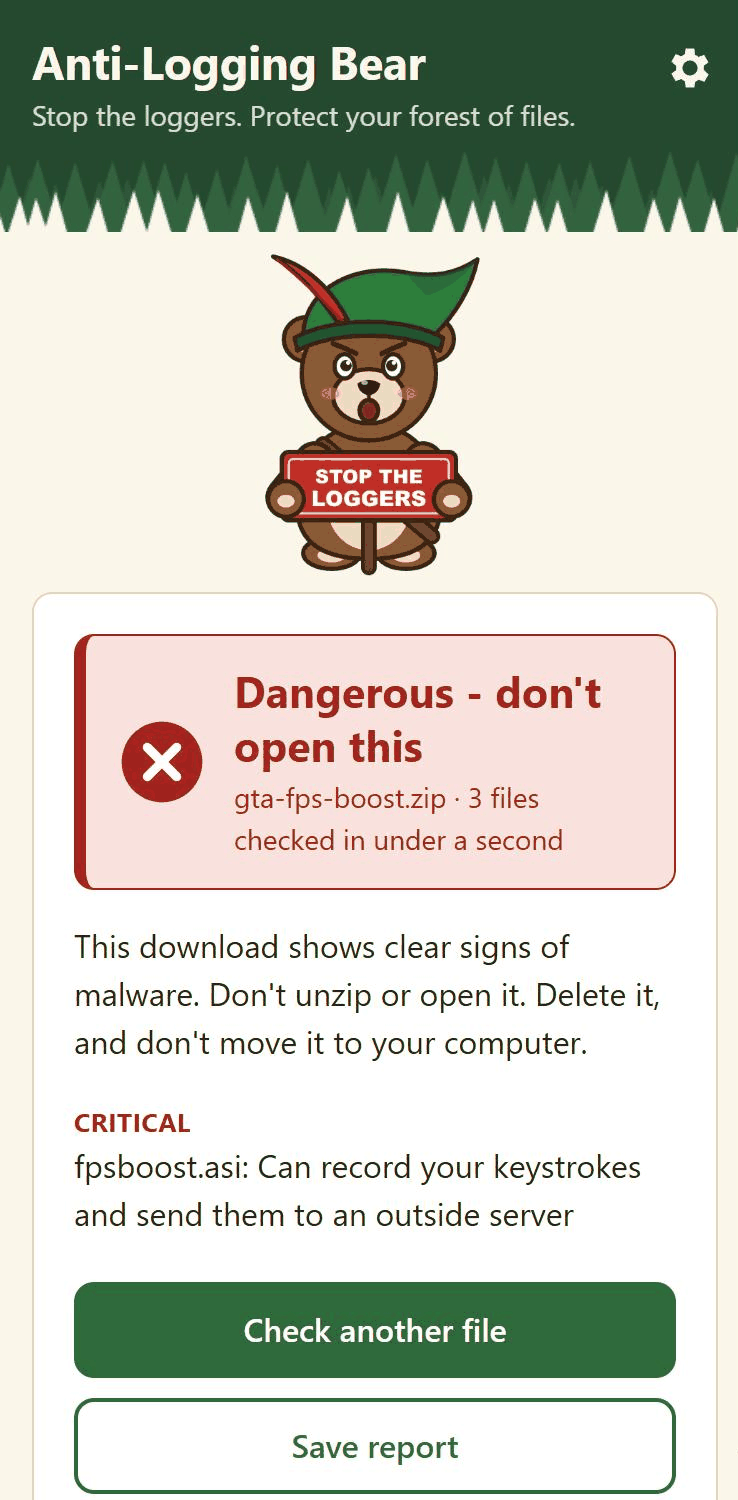 Anti-Logging Bear
Stop the loggers. Protect your forest of files.
STOP THE
LOGGERS
Dangerous - don't
open this
gta-fps-boost.zip · 3 files
checked in under a second
This download shows clear signs of
malware. Don't unzip or open it. Delete it,
and don't move it to your computer.
CRITICAL
fpsboost.asi: Can record your keystrokes
and send them to an outside server
Check another file
Save report